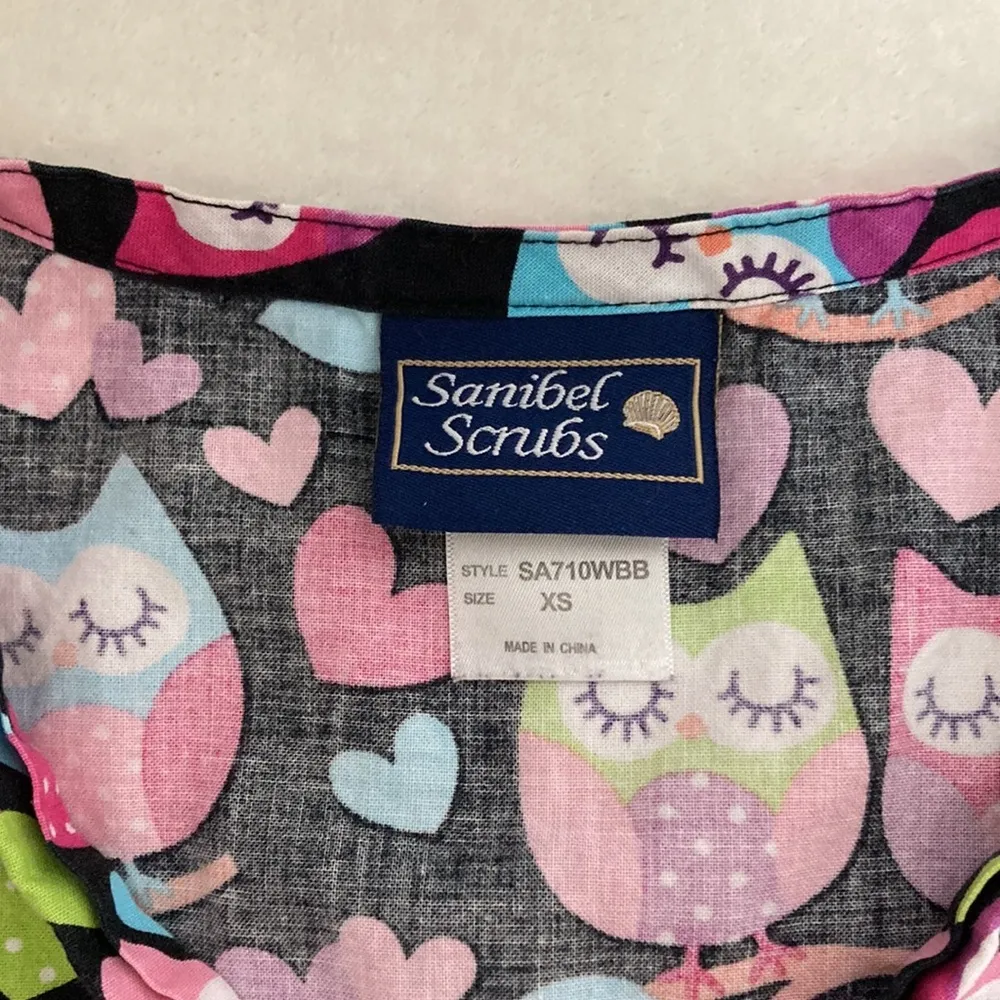 Sanibel
Scrubs
STYLE SA710WBB
SIZE XS
MADE IN CHINA